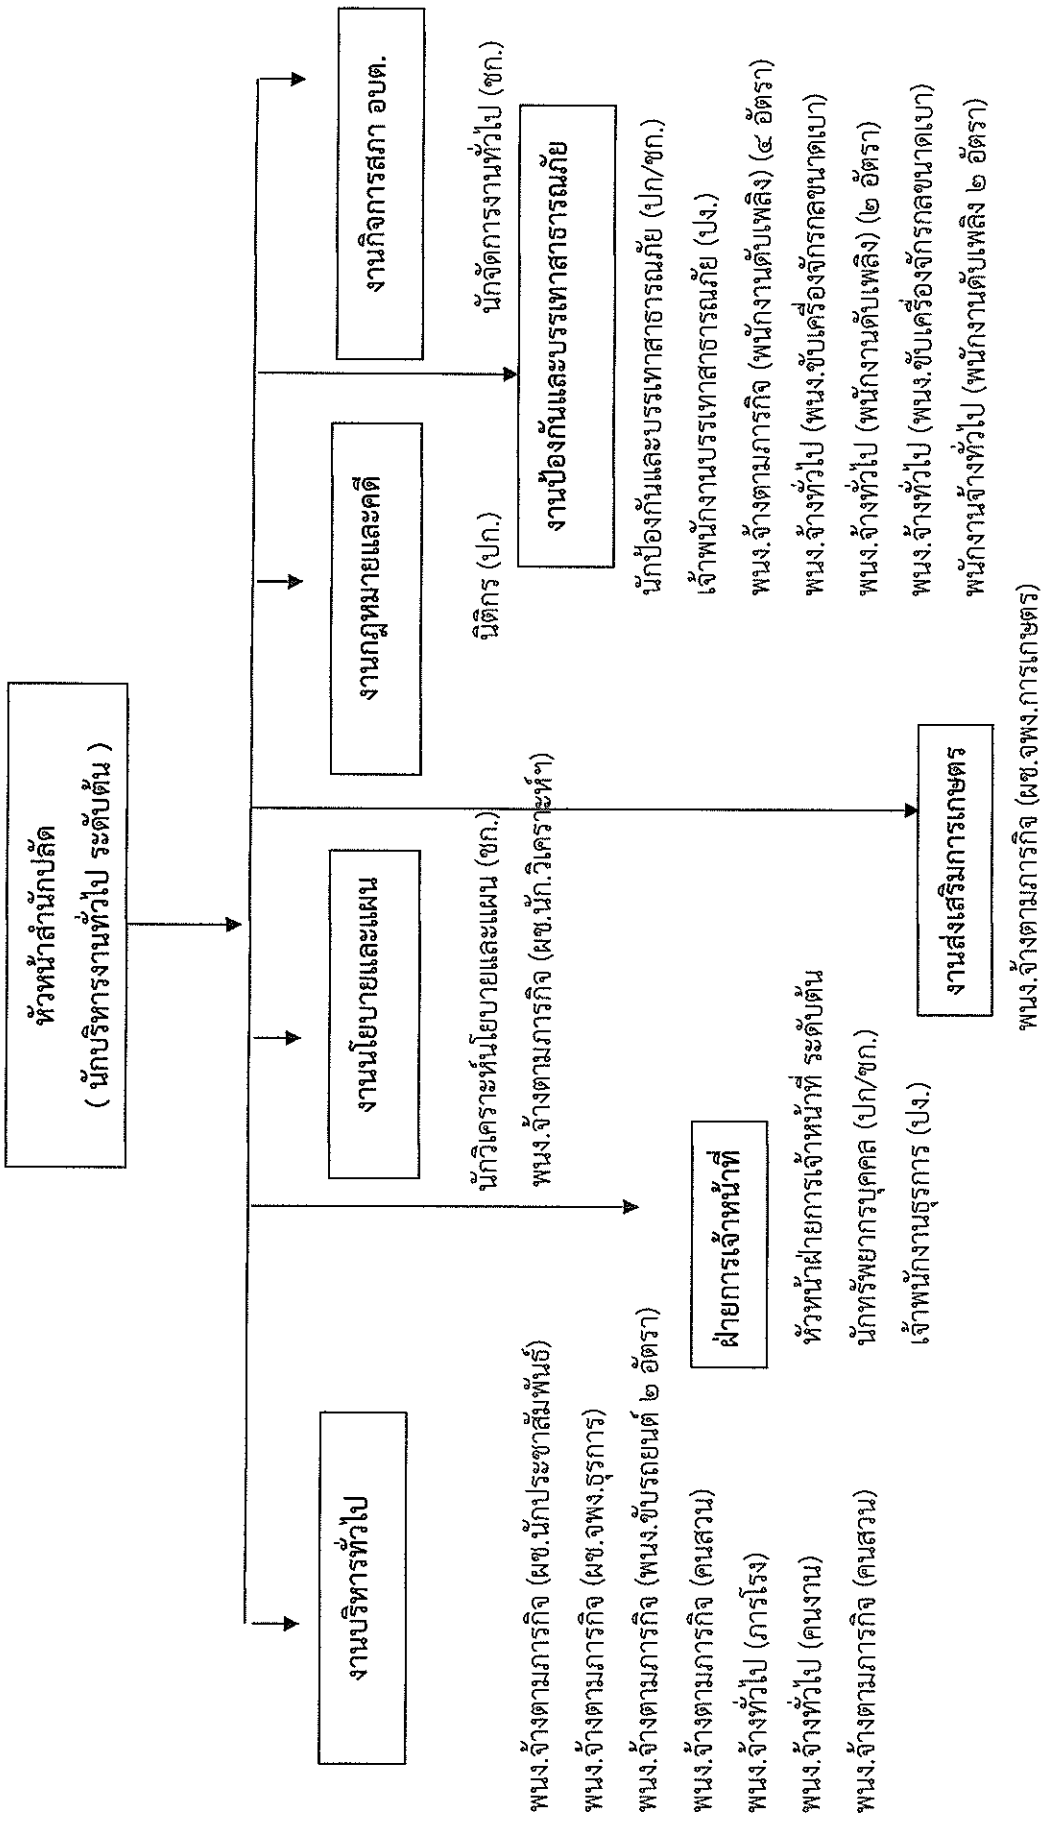 หัวหน้าสำนักปลัด
( นักบริหารงานทั่วไป ระดับต้น )
งานบริหารทั่วไป
พนง.จ้างตามภารกิจ (ผช.นักประชาสัมพันธ์)
พนง.จ้างตามภารกิจ (ผช.จพง.ธุรการ)
พนง.จ้างตามภารกิจ (พนง.ขับรถยนต์ ๒ อัตรา)
พนง.จ้างตามภารกิจ (คนสวน)
พนง.จ้างทั่วไป (ภารโรง)
พนง.จ้างทั่วไป (คนงาน)
พนง.จ้างตามภารกิจ (คนสวน)
ฝ่ายการเจ้าหน้าที่
หัวหน้าฝ่ายการเจ้าหน้าที่ ระดับต้น
นักทรัพยากรบุคคล (ปก/ชก.)
เจ้าพนักงานธุรการ (ปง.)
งานนโยบายและแผน
นักวิเคราะห์นโยบายและแผน (ชก.)
พนง.จ้างตามภารกิจ (ผช.นัก.วิเคราะห์ฯ)
งานส่งเสริมการเกษตร
พนง.จ้างตามภารกิจ (ผช.จพง.การเกษตร)
งานกฎหมายและคดี
นิติกร (ปก.)
งานป้องกันและบรรเทาสาธารณภัย
นักป้องกันและบรรเทาสาธารณภัย (ปก/ชก.)
เจ้าพนักงานบรรเทาสาธารณภัย (ปง.)
พนง.จ้างตามภารกิจ (พนักงานดับเพลิง) (๔ อัตรา)
พนง.จ้างทั่วไป (พนง.ขับเครื่องจักรกลขนาดเบา)
พนง.จ้างทั่วไป (พนักงานดับเพลิง) (๒ อัตรา)
พนง.จ้างทั่วไป (พนง.ขับเครื่องจักรกลขนาดเบา)
พนักงานจ้างทั่วไป (พนักงานดับเพลิง ๒ อัตรา)
งานกิจการสภา อบต.
นักจัดการงานทั่วไป (ชก.)